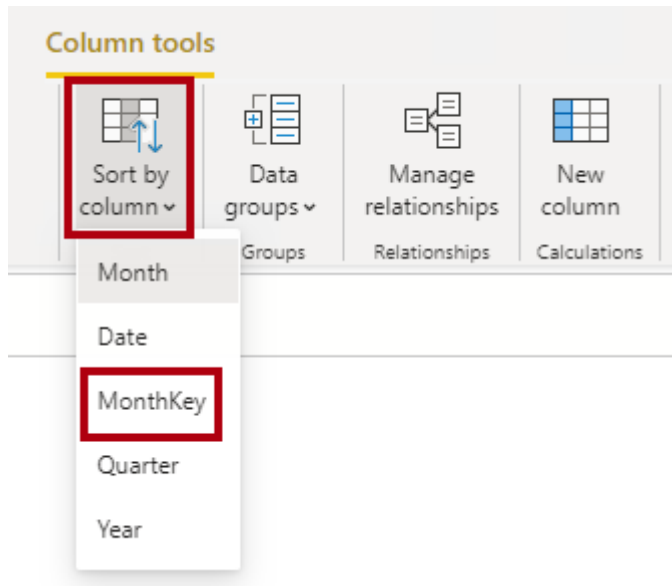 Column tools
Sort by
column
Data
groups
Manage
relationships
New
column
Groups
Relationships
Calculations
Month
Date
MonthKey
Quarter
Year